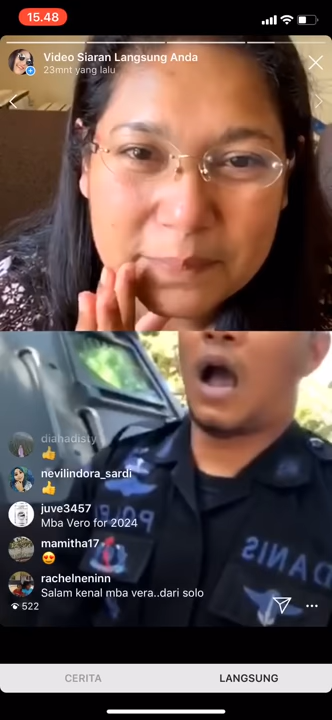 15.48
Video Siaran Langsung Anda
23mnt yang lalu
diahadisty
👍
nevilindora_sardi
👍
juve3457
Mba Vero for 2024
mamitha17
😍
rachelneninn
Salam kenal mba vera..dari solo
522
DANIS
CERITA
LANGSUNG